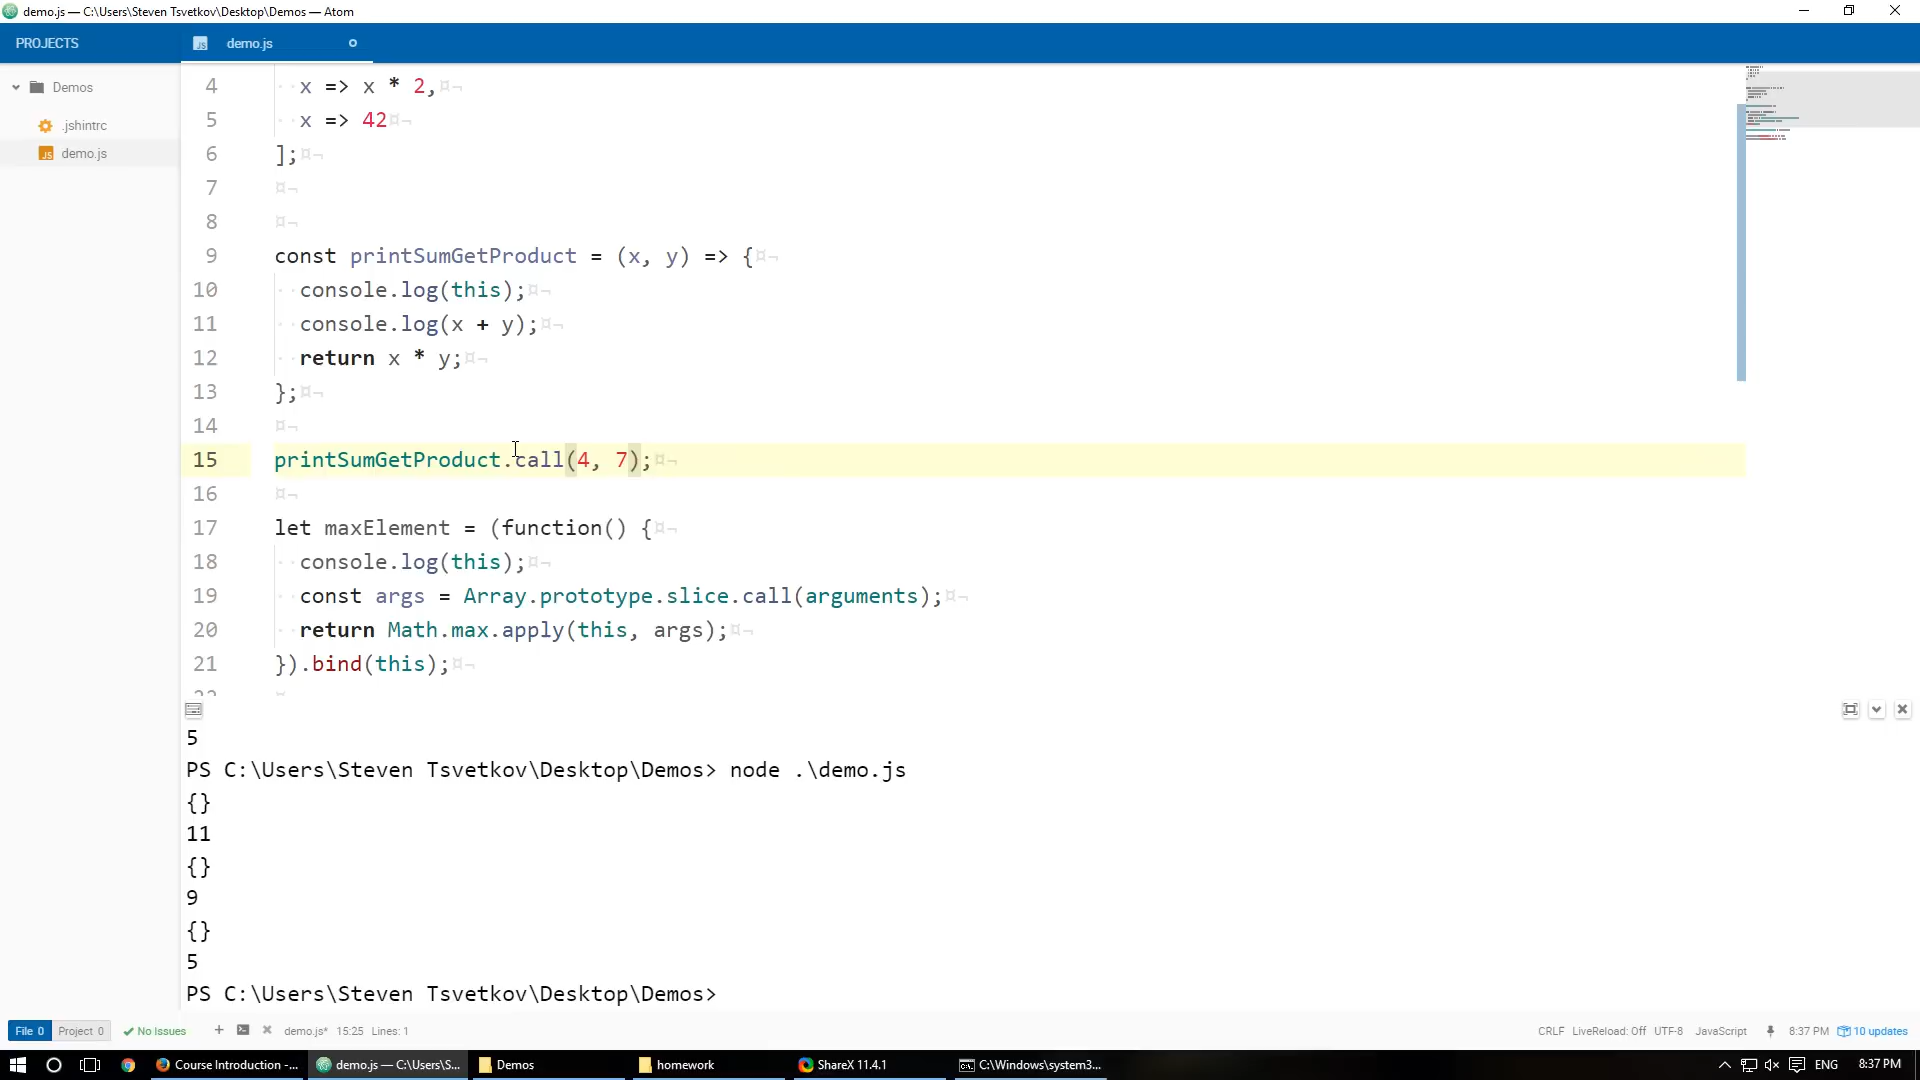 demo.js — C:\Users\Steven Tsvetkov\Desktop\Demos — Atom
PROJECTS
demo.js
Demos
.jshintrc
demo.js
4 x => x * 2,
5 x => 42
6 ];
7
8
9 const printSumGetProduct = (x, y) => {
10 console.log(this);
11 console.log(x + y);
12 return x * y;
13 };
14
15 printSumGetProduct.call(4, 7);
16
17 let maxElement = (function() {
18 console.log(this);
19 const args = Array.prototype.slice.call(arguments);
20 return Math.max.apply(this, args);
21 }).bind(this);
22
5
PS C:\Users\Steven Tsvetkov\Desktop\Demos> node .\demo.js
{}
11
{}
9
{}
5
PS C:\Users\Steven Tsvetkov\Desktop\Demos>
File 0 Project 0 No Issues demo.js* 15:25 Lines: 1 CRLF LiveReload: Off UTF-8 JavaScript 8:37 PM 10 updates
Course Introduction -... demo.js — C:\Users\S... Demos homework ShareX 11.4.1 C:\Windows\system3... ENG 8:37 PM